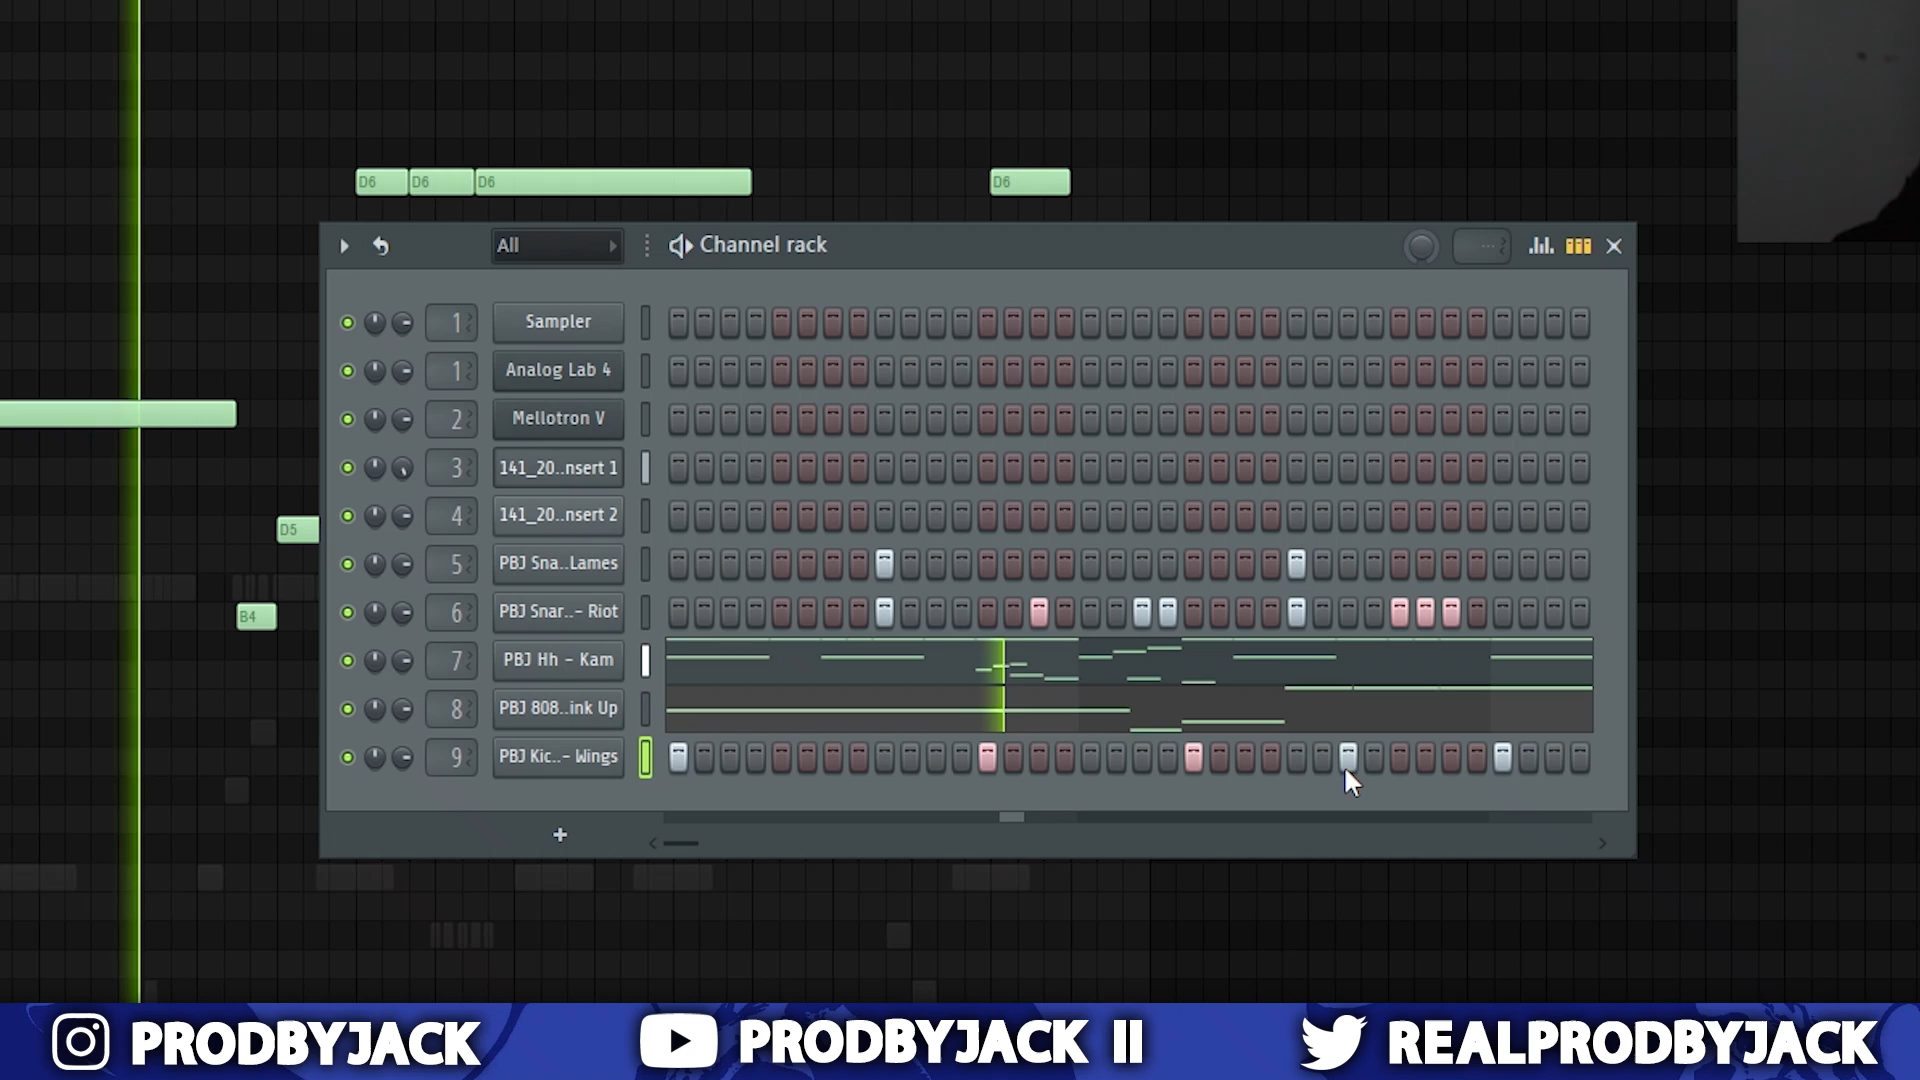 D6 D6 D6 D6
All Channel rack
1 Sampler
1 Analog Lab 4
2 Mellotron V
3 141_20..nsert 1
4 141_20..nsert 2
D5
5 PBJ Sna..Lames
B4
6 PBJ Snar..- Riot
7 PBJ Hh - Kam
8 PBJ 808..ink Up
9 PBJ Kic..- Wings
PRODBYJACK PRODBYJACK II REALPRODBYJACK